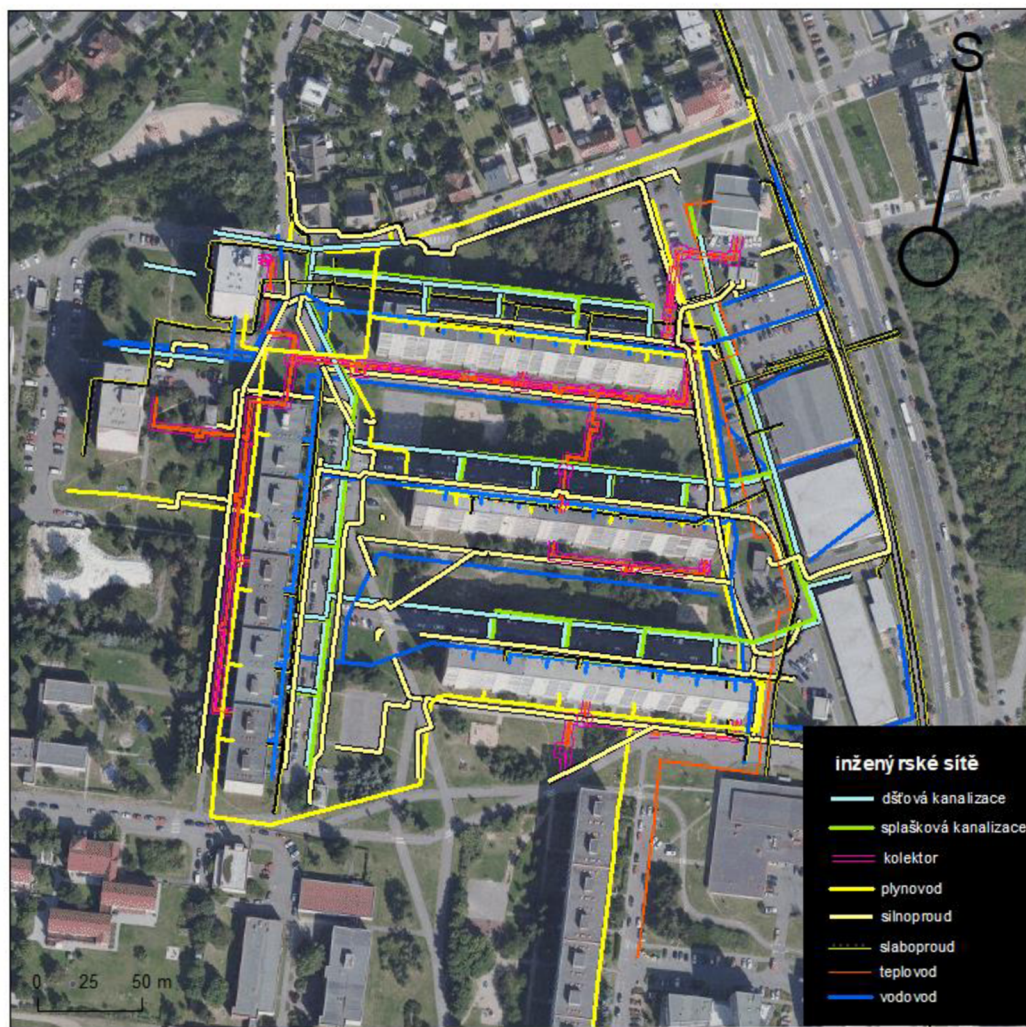 S
inženýrské sítě
dšťová kanalizace
splašková kanalizace
kolektor
plynovod
silnoproud
slaboproud
teplovod
vodovod
0 25 50 m